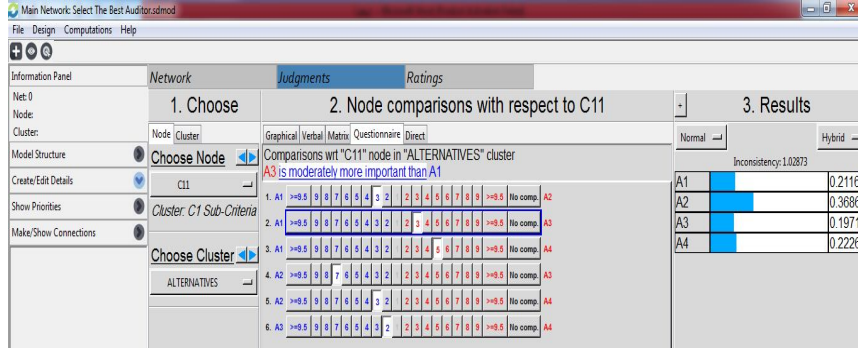 Main Network: Select The Best Auditor.sdmod
File Design Computations Help
Information Panel
Net: 0
Node:
Cluster:
Model Structure
Create/Edit Details
Show Priorities
Make/Show Connections
Network Judgments Ratings
1. Choose
Node Cluster
Choose Node
C11
Cluster: C1 Sub-Criteria
Choose Cluster
ALTERNATIVES
2. Node comparisons with respect to C11
Graphical Verbal Matrix Questionnaire Direct
Comparisons wrt "C11" node in "ALTERNATIVES" cluster
A3 is moderately more important than A1
1. A1 >=9.5 9 8 7 6 5 4 3 2 2 3 4 5 6 7 8 9 >=9.5 No comp. A2
2. A1 >=9.5 9 8 7 6 5 4 3 2 2 3 4 5 6 7 8 9 >=9.5 No comp. A3
3. A1 >=9.5 9 8 7 6 5 4 3 2 2 3 4 5 6 7 8 9 >=9.5 No comp. A4
4. A2 >=9.5 9 8 7 6 5 4 3 2 2 3 4 5 6 7 8 9 >=9.5 No comp. A3
5. A2 >=9.5 9 8 7 6 5 4 3 2 2 3 4 5 6 7 8 9 >=9.5 No comp. A4
6. A3 >=9.5 9 8 7 6 5 4 3 2 2 3 4 5 6 7 8 9 >=9.5 No comp. A4
+ 3. Results
Normal Hybrid
Inconsistency: 1.02873
A1 0.2116
A2 0.3686
A3 0.1971
A4 0.2226